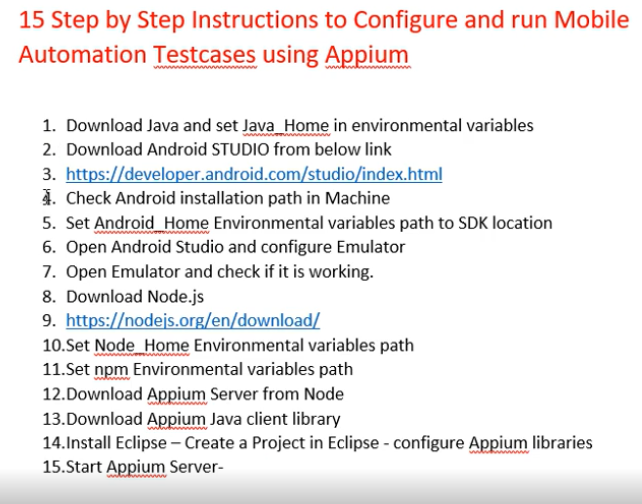 15 Step by Step Instructions to Configure and run Mobile
Automation Testcases using Appium
1. Download Java and set Java_Home in environmental variables
2. Download Android STUDIO from below link
3. https://developer.android.com/studio/index.html
4. Check Android installation path in Machine
5. Set Android_Home Environmental variables path to SDK location
6. Open Android Studio and configure Emulator
7. Open Emulator and check if it is working.
8. Download Node.js
9. https://nodejs.org/en/download/
10.Set Node_Home Environmental variables path
11.Set npm Environmental variables path
12.Download Appium Server from Node
13.Download Appium Java client library
14.Install Eclipse – Create a Project in Eclipse - configure Appium libraries
15.Start Appium Server-